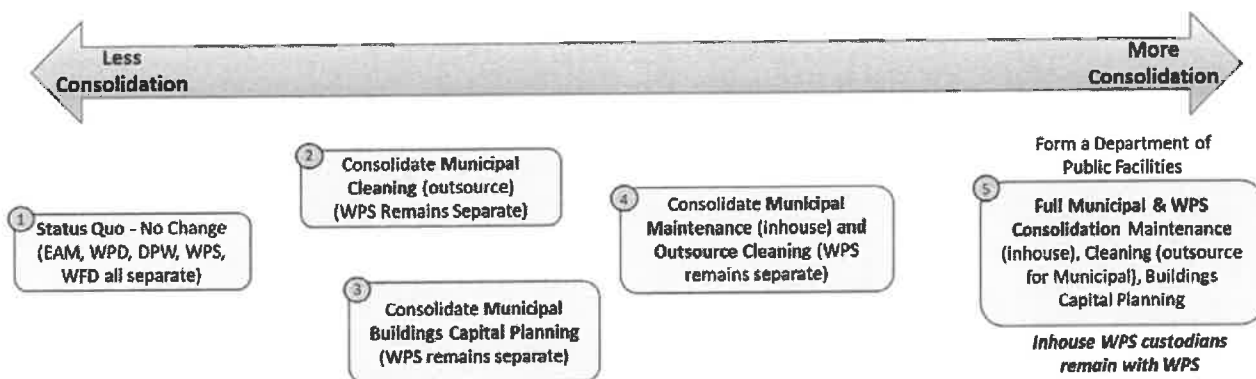 Less
Consolidation
More
Consolidation
1
Status Quo - No Change
(EAM, WPD, DPW, WPS,
WFD all separate)
2
Consolidate Municipal
Cleaning (outsource)
(WPS Remains Separate)
3
Consolidate Municipal
Buildings Capital Planning
(WPS remains separate)
4
Consolidate Municipal
Maintenance (inhouse) and
Outsource Cleaning (WPS
remains separate)
Form a Department of
Public Facilities
5
Full Municipal & WPS
Consolidation Maintenance
(inhouse), Cleaning (outsource
for Municipal), Buildings
Capital Planning
Inhouse WPS custodians
remain with WPS